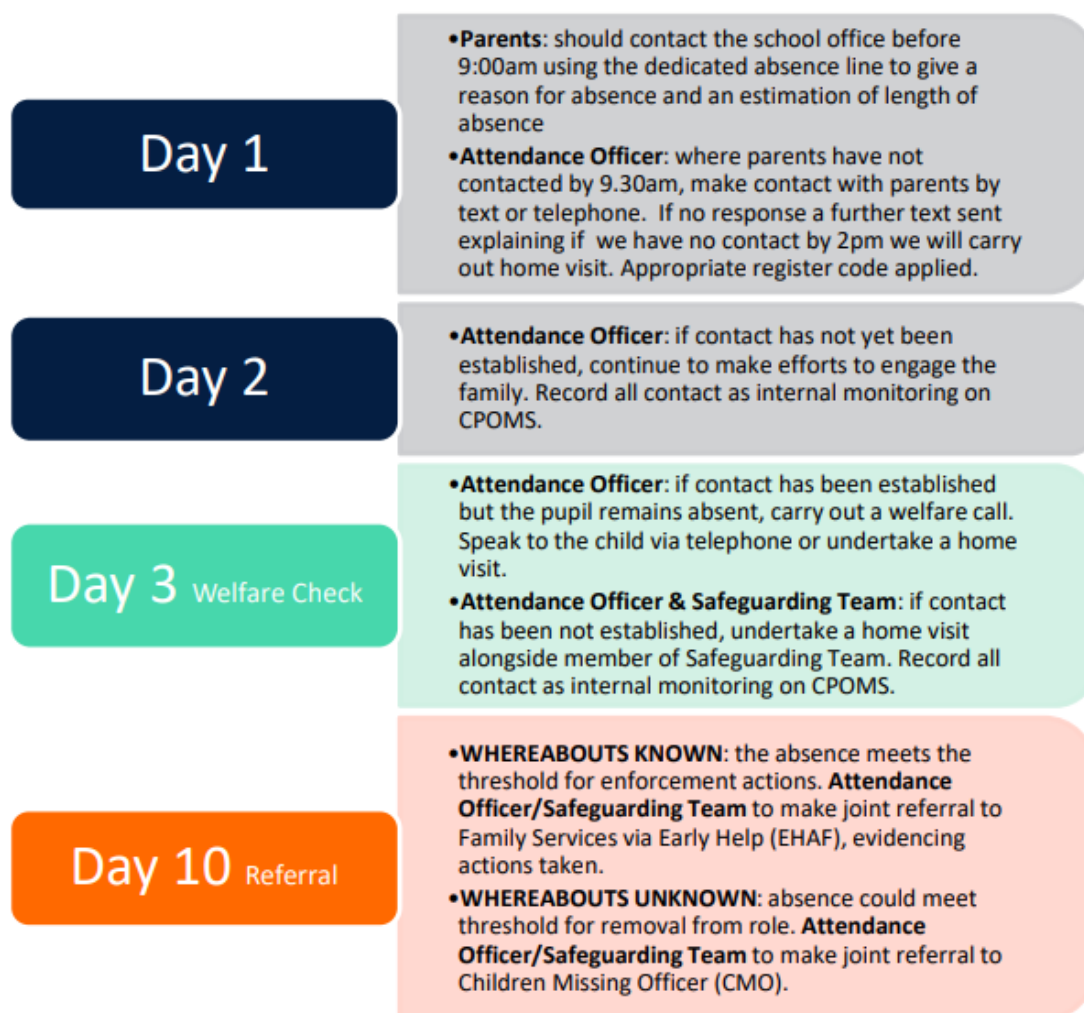 Day 1
•Parents: should contact the school office before
9:00am using the dedicated absence line to give a
reason for absence and an estimation of length of
absence
•Attendance Officer: where parents have not
contacted by 9.30am, make contact with parents by
text or telephone.  If no response a further text sent
explaining if  we have no contact by 2pm we will carry
out home visit. Appropriate register code applied.
Day 2
•Attendance Officer: if contact has not yet been
established, continue to make efforts to engage the
family. Record all contact as internal monitoring on
CPOMS.
Day 3 Welfare Check
•Attendance Officer: if contact has been established
but the pupil remains absent, carry out a welfare call.
Speak to the child via telephone or undertake a home
visit.
•Attendance Officer & Safeguarding Team: if contact
has been not established, undertake a home visit
alongside member of Safeguarding Team. Record all
contact as internal monitoring on CPOMS.
Day 10 Referral
•WHEREABOUTS KNOWN: the absence meets the
threshold for enforcement actions. Attendance
Officer/Safeguarding Team to make joint referral to
Family Services via Early Help (EHAF), evidencing
actions taken.
•WHEREABOUTS UNKNOWN: absence could meet
threshold for removal from role. Attendance
Officer/Safeguarding Team to make joint referral to
Children Missing Officer (CMO).